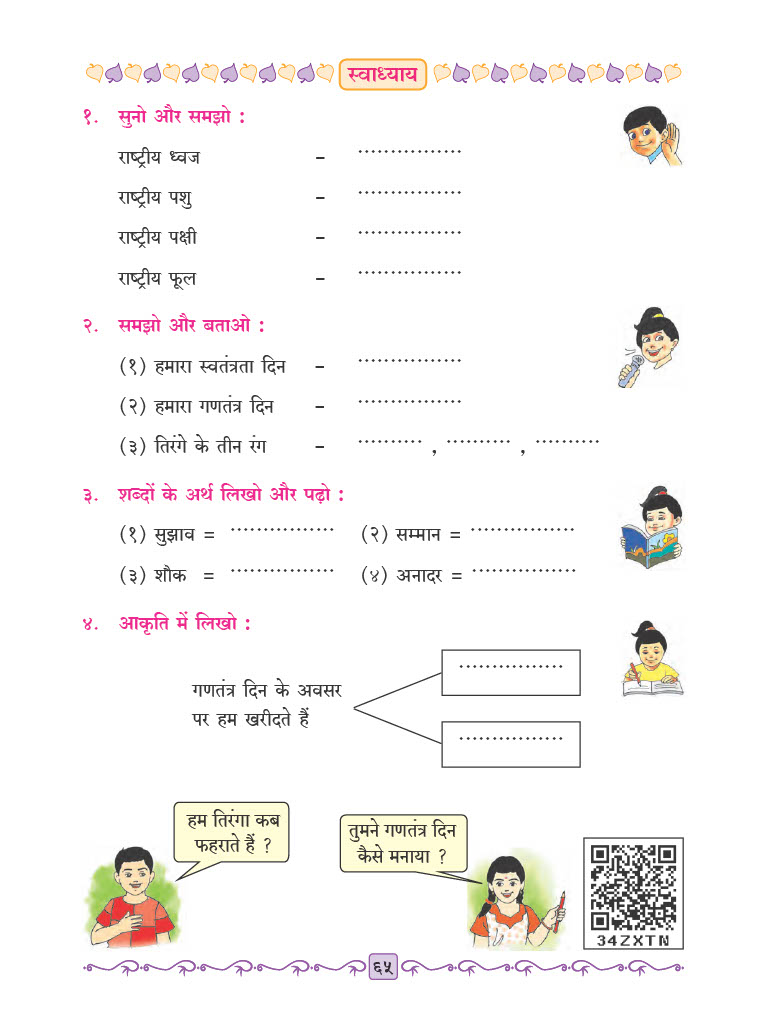 स्वाध्याय
१. सुनो और समझो :
राष्ट्रीय ध्वज – ................
राष्ट्रीय पशु – ................
राष्ट्रीय पक्षी – ................
राष्ट्रीय फूल – ................
२. समझो और बताओ :
(१) हमारा स्वतंत्रता दिन – ................
(२) हमारा गणतंत्र दिन – ................
(३) तिरंगे के तीन रंग – .......... , .......... , ..........
३. शब्दों के अर्थ लिखो और पढ़ो :
(१) सुझाव = ................ (२) सम्मान = ................
(३) शौक = ................ (४) अनादर = ................
४. आकृति में लिखो :
................
गणतंत्र दिन के अवसर
पर हम खरीदते हैं
................
हम तिरंगा कब
फहराते हैं ?
तुमने गणतंत्र दिन
कैसे मनाया ?
34ZXTN
६५